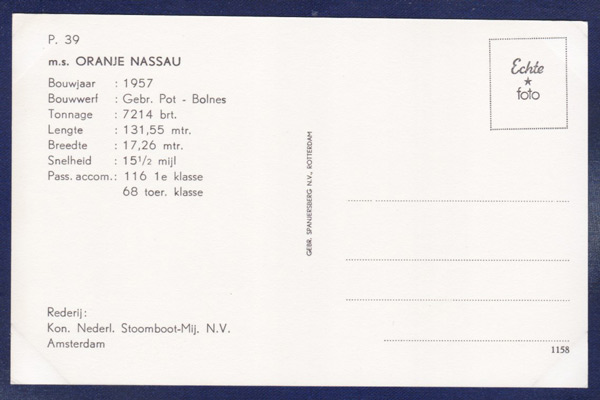 P. 39
m.s. ORANJE NASSAU
Bouwjaar : 1957
Bouwwerf : Gebr. Pot - Bolnes
Tonnage : 7214 brt.
Lengte : 131,55 mtr.
Breedte : 17,26 mtr.
Snelheid : 15 1/2 mijl
Pass. accom.: 116 1e klasse
68 toer. klasse
Rederij:
Kon. Nederl. Stoomboot-Mij. N.V.
Amsterdam
GEBR. SPANJERSBERG N.V., ROTTERDAM
Echte
foto
1158